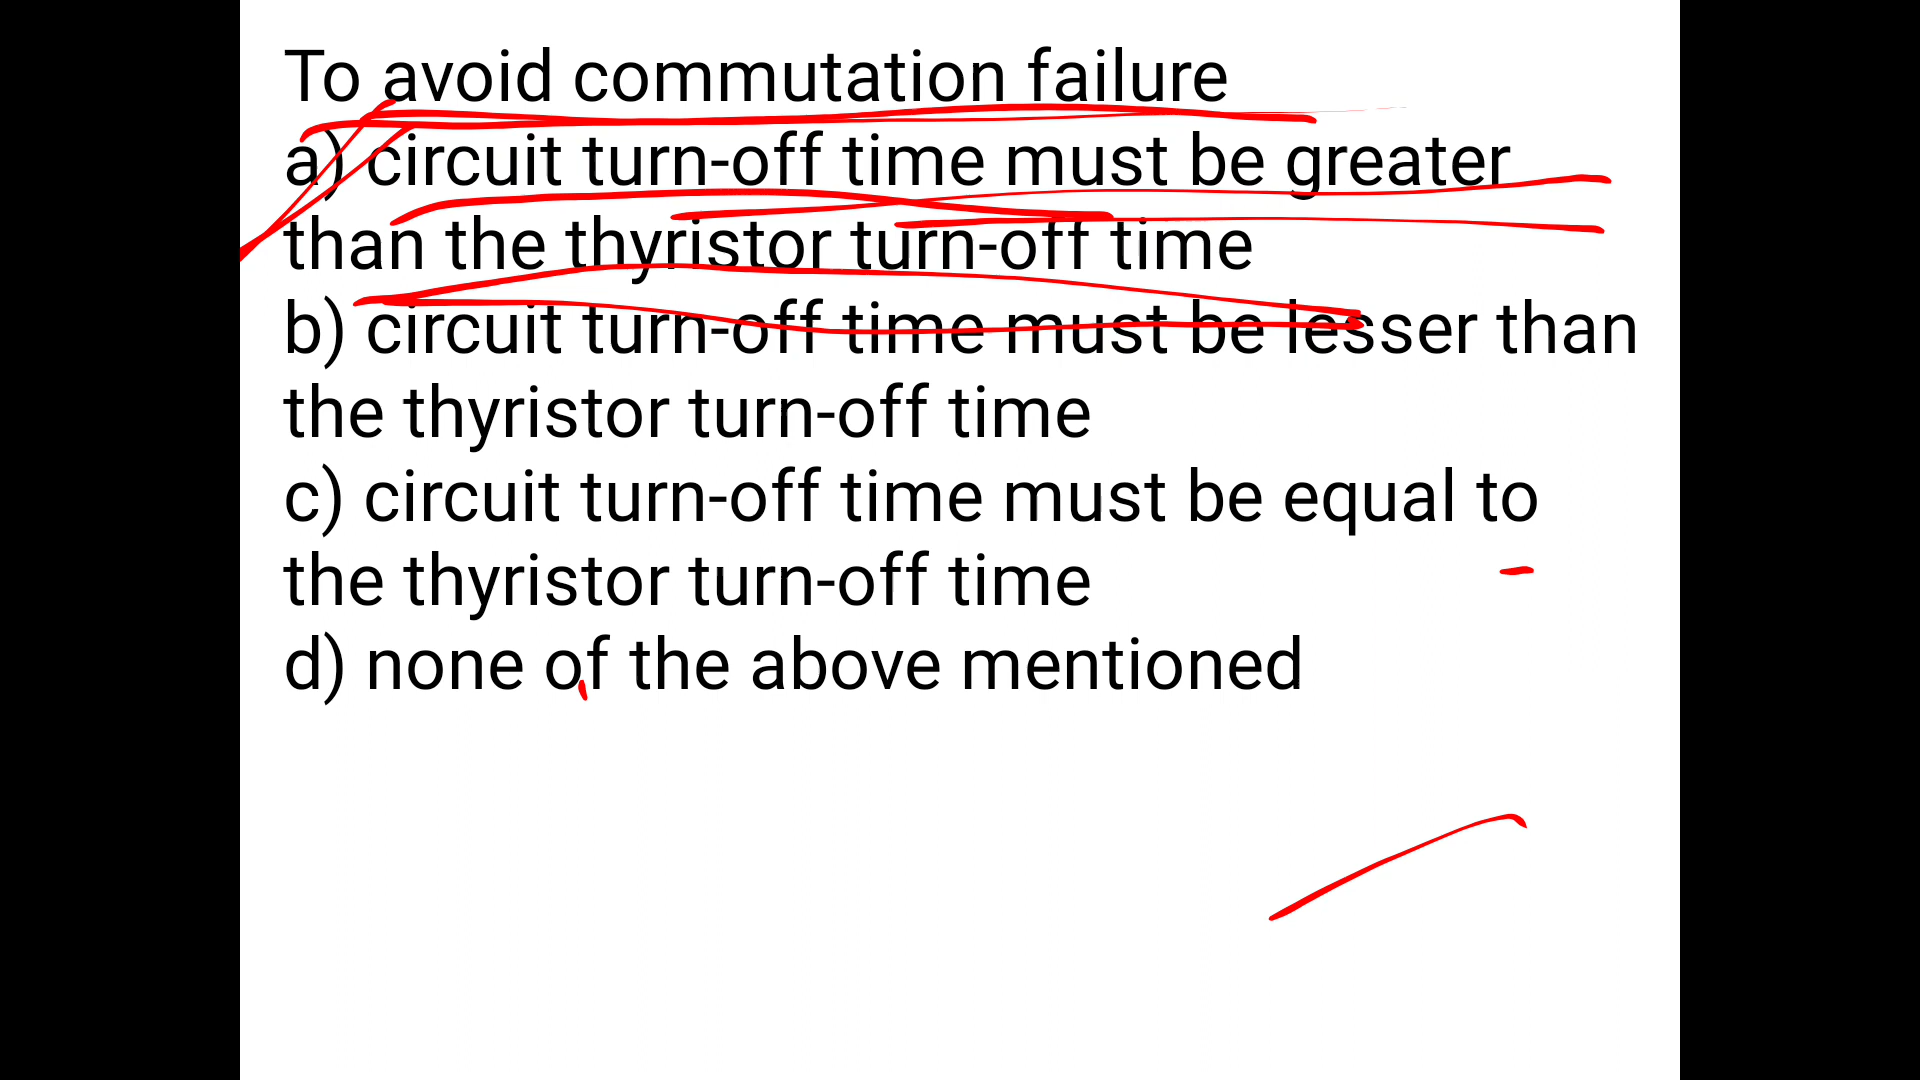 To avoid commutation failure
a) circuit turn-off time must be greater
than the thyristor turn-off time
b) circuit turn-off time must be lesser than
the thyristor turn-off time
c) circuit turn-off time must be equal to
the thyristor turn-off time
d) none of the above mentioned